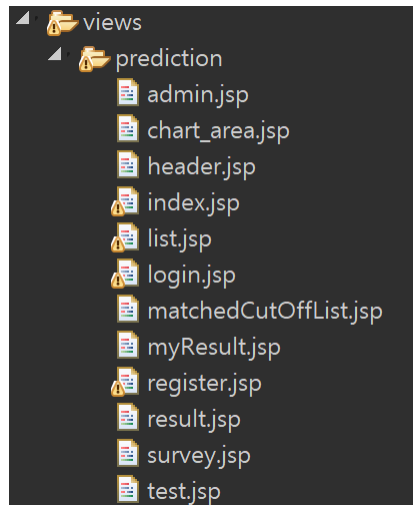 views
prediction
admin.jsp
chart_area.jsp
header.jsp
index.jsp
list.jsp
login.jsp
matchedCutOffList.jsp
myResult.jsp
register.jsp
result.jsp
survey.jsp
test.jsp